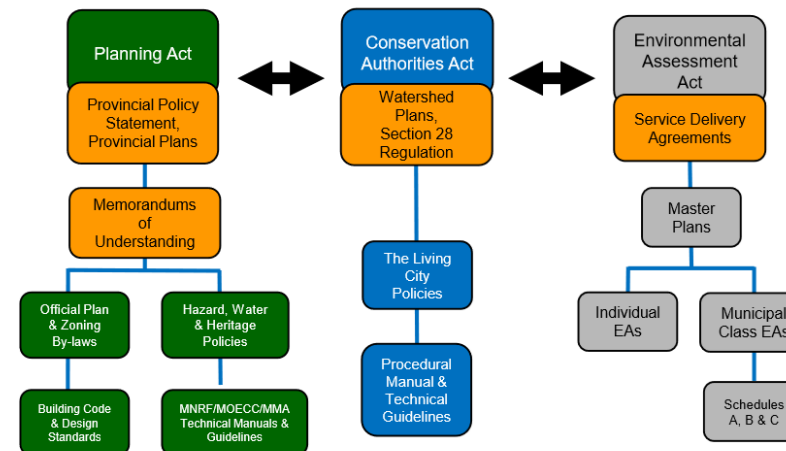 Planning Act
Provincial Policy
Statement,
Provincial Plans
Memorandums
of
Understanding
Official Plan
& Zoning
By-laws
Hazard, Water
& Heritage
Policies
Building Code
& Design
Standards
MNRF/MOECC/MMA
Technical Manuals &
Guidelines
Conservation
Authorities Act
Watershed
Plans,
Section 28
Regulation
The Living
City
Policies
Procedural
Manual &
Technical
Guidelines
Environmental
Assessment
Act
Service Delivery
Agreements
Master
Plans
Individual
EAs
Municipal
Class EAs
Schedules
A, B & C